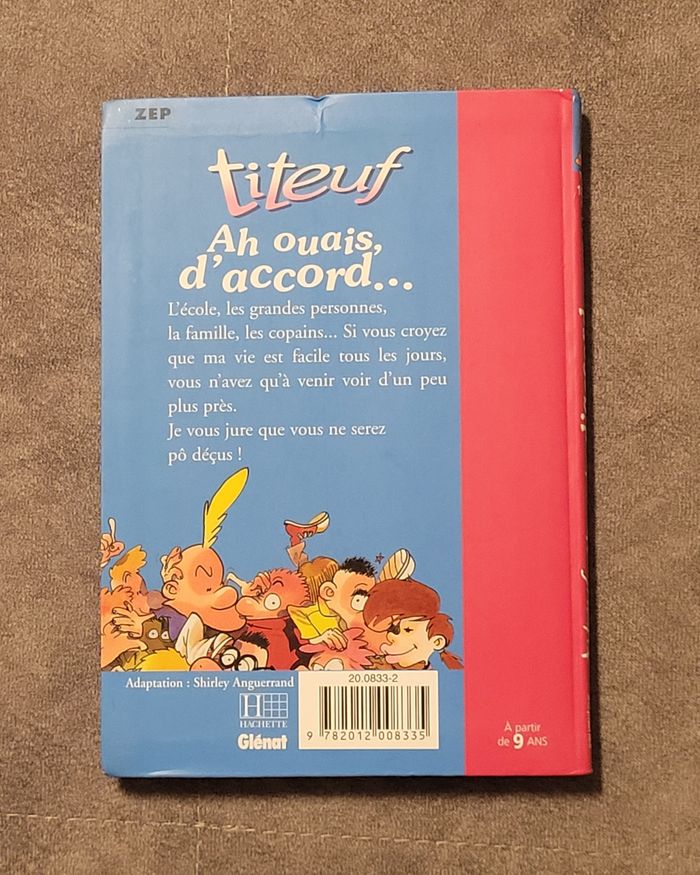 ZEP
titeuf
Ah ouais,
d'accord...
L'école, les grandes personnes,
la famille, les copains... Si vous croyez
que ma vie est facile tous les jours,
vous n'avez qu'à venir voir d'un peu
plus près.
Je vous jure que vous ne serez
pô déçus !
Adaptation : Shirley Anguerrand
20.0833-2
H
HACHETTE
Glénat
9 782012 008335
À partir
de 9 ANS